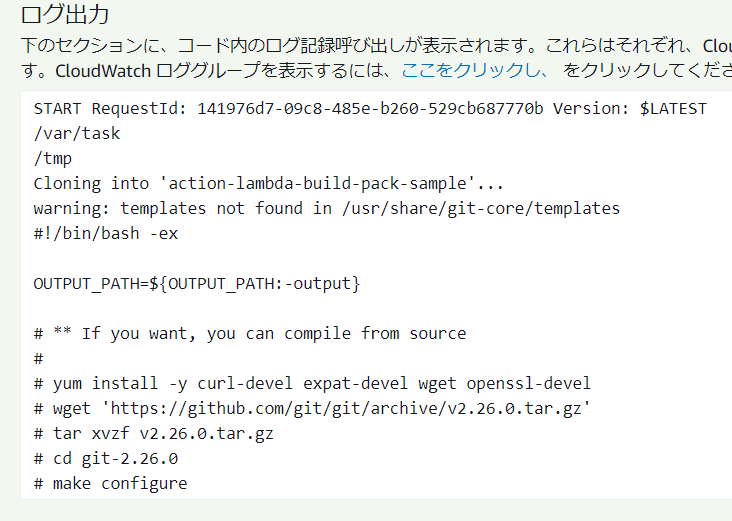 ログ出力
下のセクションに、コード内のログ記録呼び出しが表示されます。これらはそれぞれ、
す。CloudWatch ロググループを表示するには、ここをクリックし、 をクリックしてくだ
START RequestId: 141976d7-09c8-485e-b260-529cb687770b Version: $LATEST
/var/task
/tmp
Cloning into 'action-lambda-build-pack-sample'...
warning: templates not found in /usr/share/git-core/templates
#!/bin/bash -ex
OUTPUT_PATH=${OUTPUT_PATH:-output}
# ** If you want, you can compile from source
#
# yum install -y curl-devel expat-devel wget openssl-devel
# wget 'https://github.com/git/git/archive/v2.26.0.tar.gz'
# tar xvzf v2.26.0.tar.gz
# cd git-2.26.0
# make configure